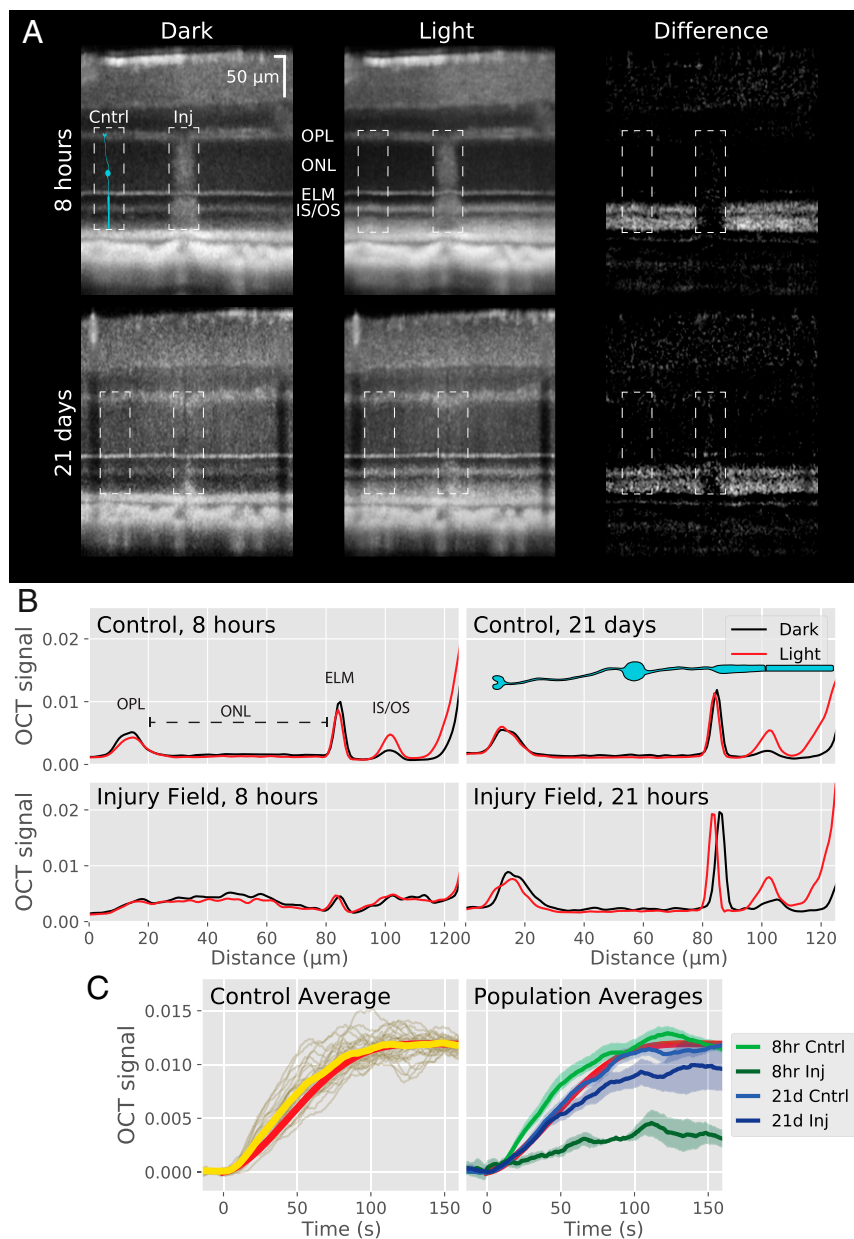 A
Dark
Light
Difference
50 µm
Cntrl
Inj
8 hours
OPL
ONL
ELM
IS/OS
21 days
B
Control, 8 hours
OCT signal
0.02
0.01
0.00
OPL
ONL
ELM
IS/OS
Control, 21 days
Dark
Light
Injury Field, 8 hours
OCT signal
0.02
0.01
0.00
0 20 40 60 80 100 120
Distance (µm)
Injury Field, 21 hours
0 20 40 60 80 100 120
Distance (µm)
C
Control Average
OCT signal
0.015
0.010
0.005
0.000
0 50 100 150
Time (s)
Population Averages
0 50 100 150
Time (s)
8hr Cntrl
8hr Inj
21d Cntrl
21d Inj